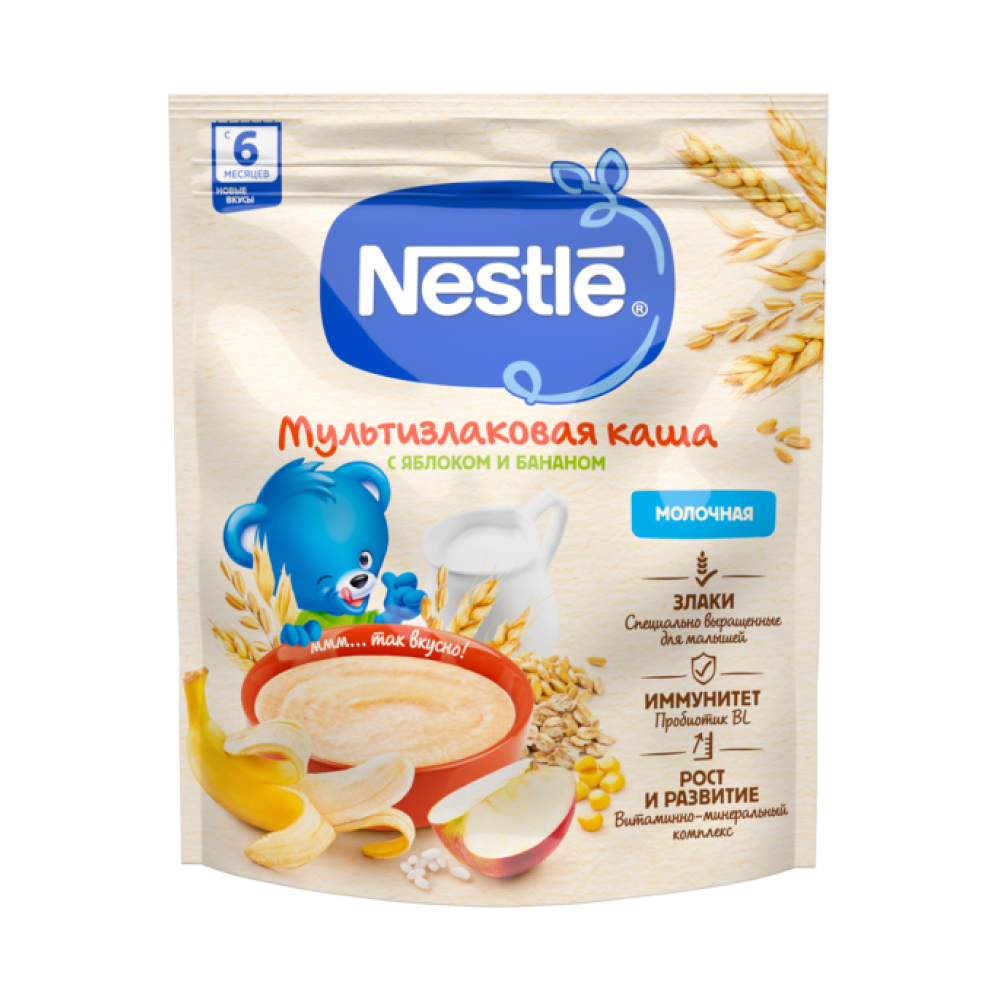 с 6
месяцев
новые
вкусы
Nestlé®
Мультизлаковая каша
с яблоком и бананом
МОЛОЧНАЯ
ммм... так вкусно!
ЗЛАКИ
Специально выращенные
для малышей
ИММУНИТЕТ
Пробиотик BL
РОСТ
И РАЗВИТИЕ
Витаминно-минеральный
комплекс